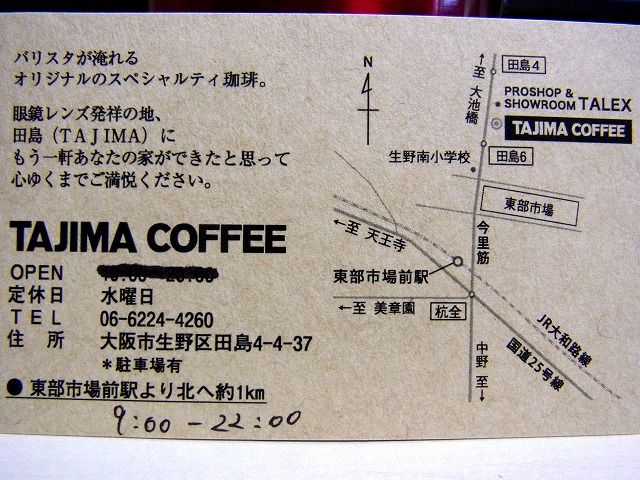 バリスタが淹れる
オリジナルのスペシャルティ珈琲。
眼鏡レンズ発祥の地、
田島（TAJIMA）に
もう一軒あなたの家ができたと思って
心ゆくまでご満悦ください。
TAJIMA COFFEE
OPEN
定休日 水曜日
TEL 06-6224-4260
住所 大阪市生野区田島4-4-37
＊駐車場有
●東部市場前駅より北へ約1km
9:00-22:00
N
←至 大池橋
田島4
PROSHOP &
SHOWROOM TALEX
TAJIMA COFFEE
田島6
生野南小学校
東部市場
今里筋
←至 天王寺
東部市場前駅
←至 美章園
杭全
JR大和路線
国道25号線
中野 至→